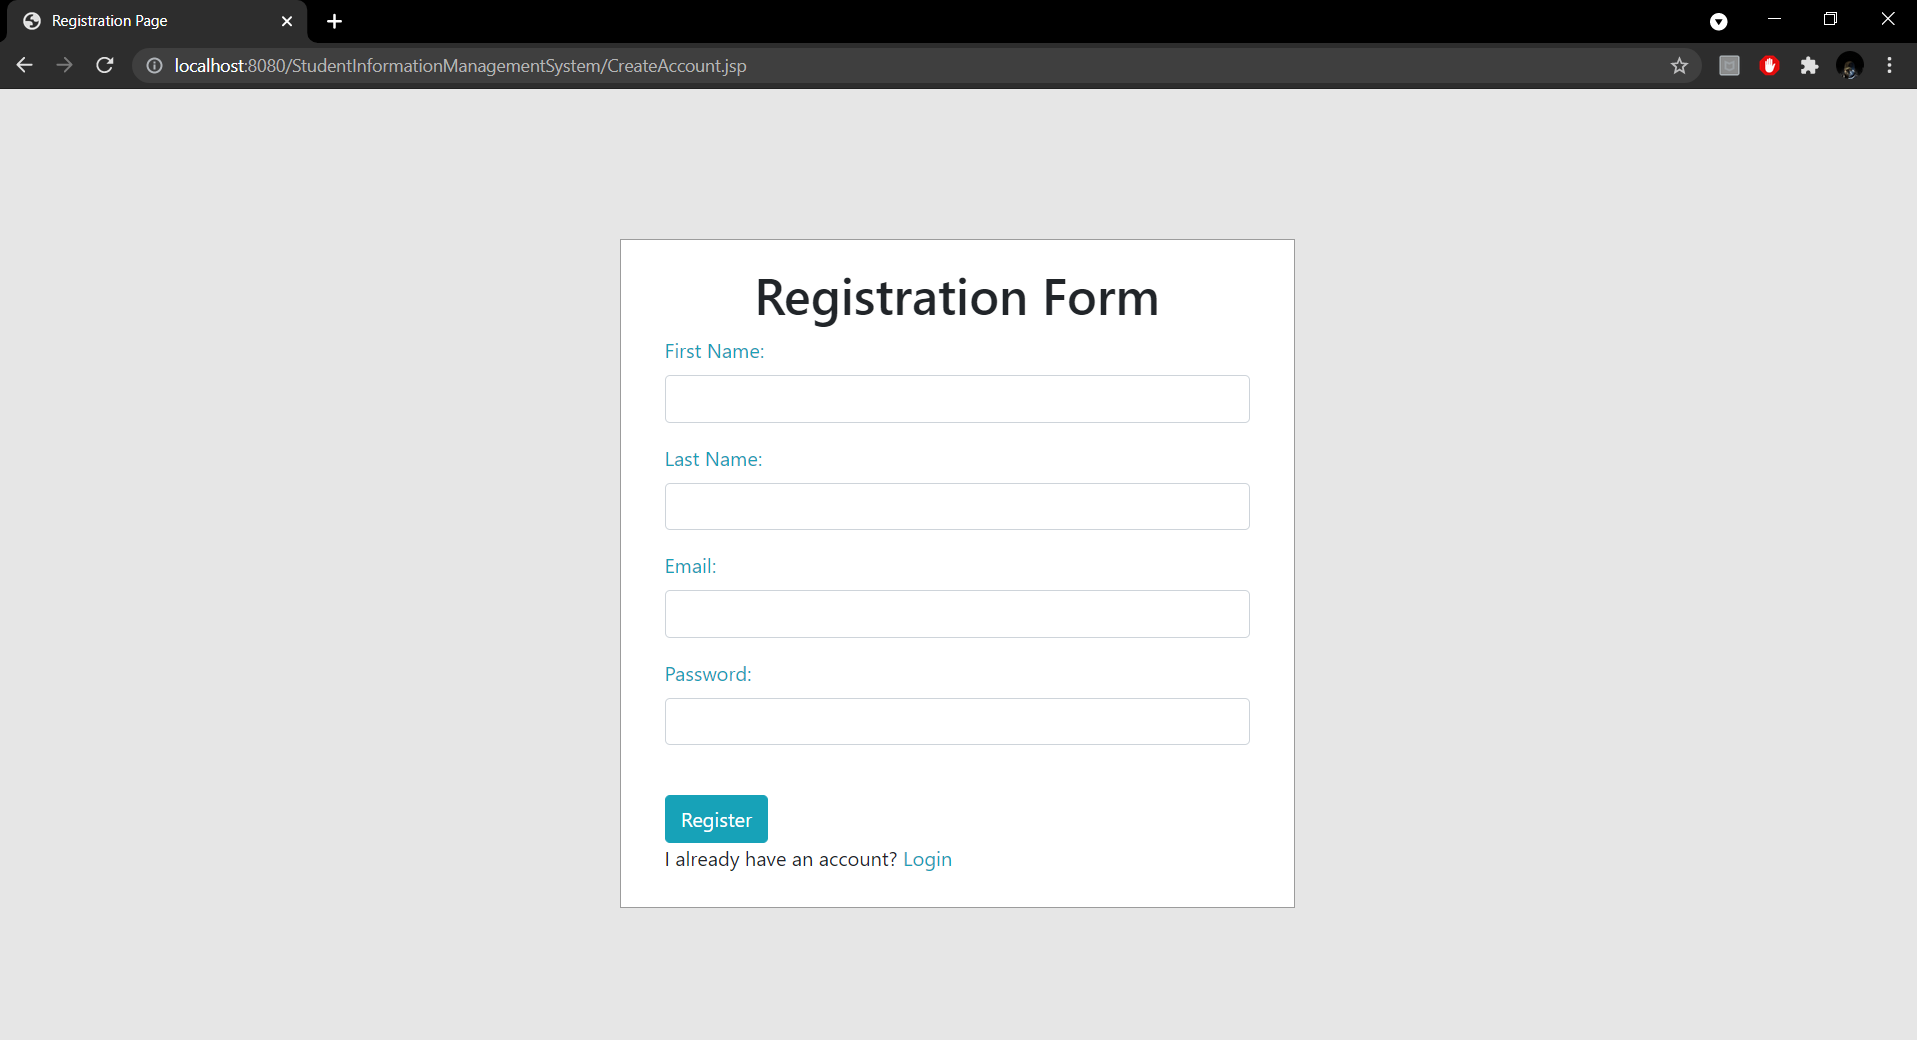 Registration Page
localhost:8080/StudentInformationManagementSystem/CreateAccount.jsp
Registration Form
First Name:
Last Name:
Email:
Password:
Register
I already have an account? Login